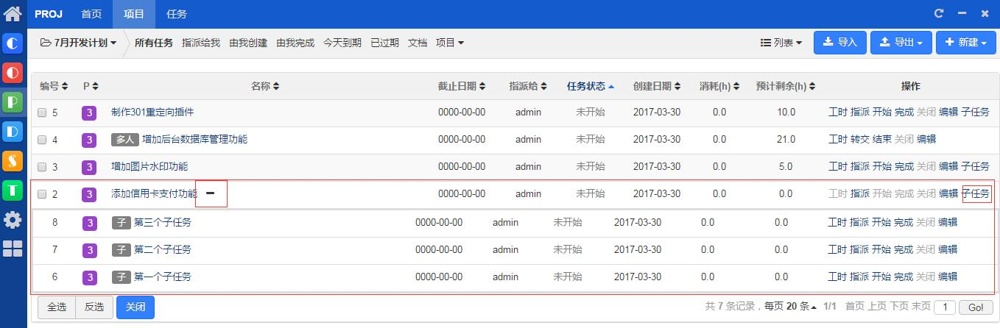 PROJ 首页 项目 任务
7月开发计划 所有任务 指派给我 由我创建 由我完成 今天到期 已过期 文档 项目 列表 导入 导出 新建
编号 P 名称 截止日期 指派给 任务状态 创建日期 消耗(h) 预计剩余(h) 操作
5 3 制作301重定向插件 0000-00-00 admin 未开始 2017-03-30 0.0 10.0 工时 指派 开始 完成 关闭 编辑 子任务
4 3 多人 增加后台数据库管理功能 0000-00-00 admin 未开始 2017-03-30 0.0 21.0 工时 转交 结束 关闭 编辑
3 3 增加图片水印功能 0000-00-00 admin 未开始 2017-03-30 0.0 5.0 工时 指派 开始 完成 关闭 编辑 子任务
2 3 添加信用卡支付功能 0000-00-00 admin 未开始 2017-03-30 0.0 0.0 工时 指派 开始 完成 关闭 编辑 子任务
8 3 子 第三个子任务 0000-00-00 admin 未开始 2017-03-30 0.0 0.0 工时 指派 开始 完成 关闭 编辑
7 3 子 第二个子任务 0000-00-00 admin 未开始 2017-03-30 0.0 0.0 工时 指派 开始 完成 关闭 编辑
6 3 子 第一个子任务 0000-00-00 admin 未开始 2017-03-30 0.0 0.0 工时 指派 开始 完成 关闭 编辑
全选 反选 关闭 共 7 条记录，每页 20 条 1/1 首页 上页 下页 末页 1 Go!